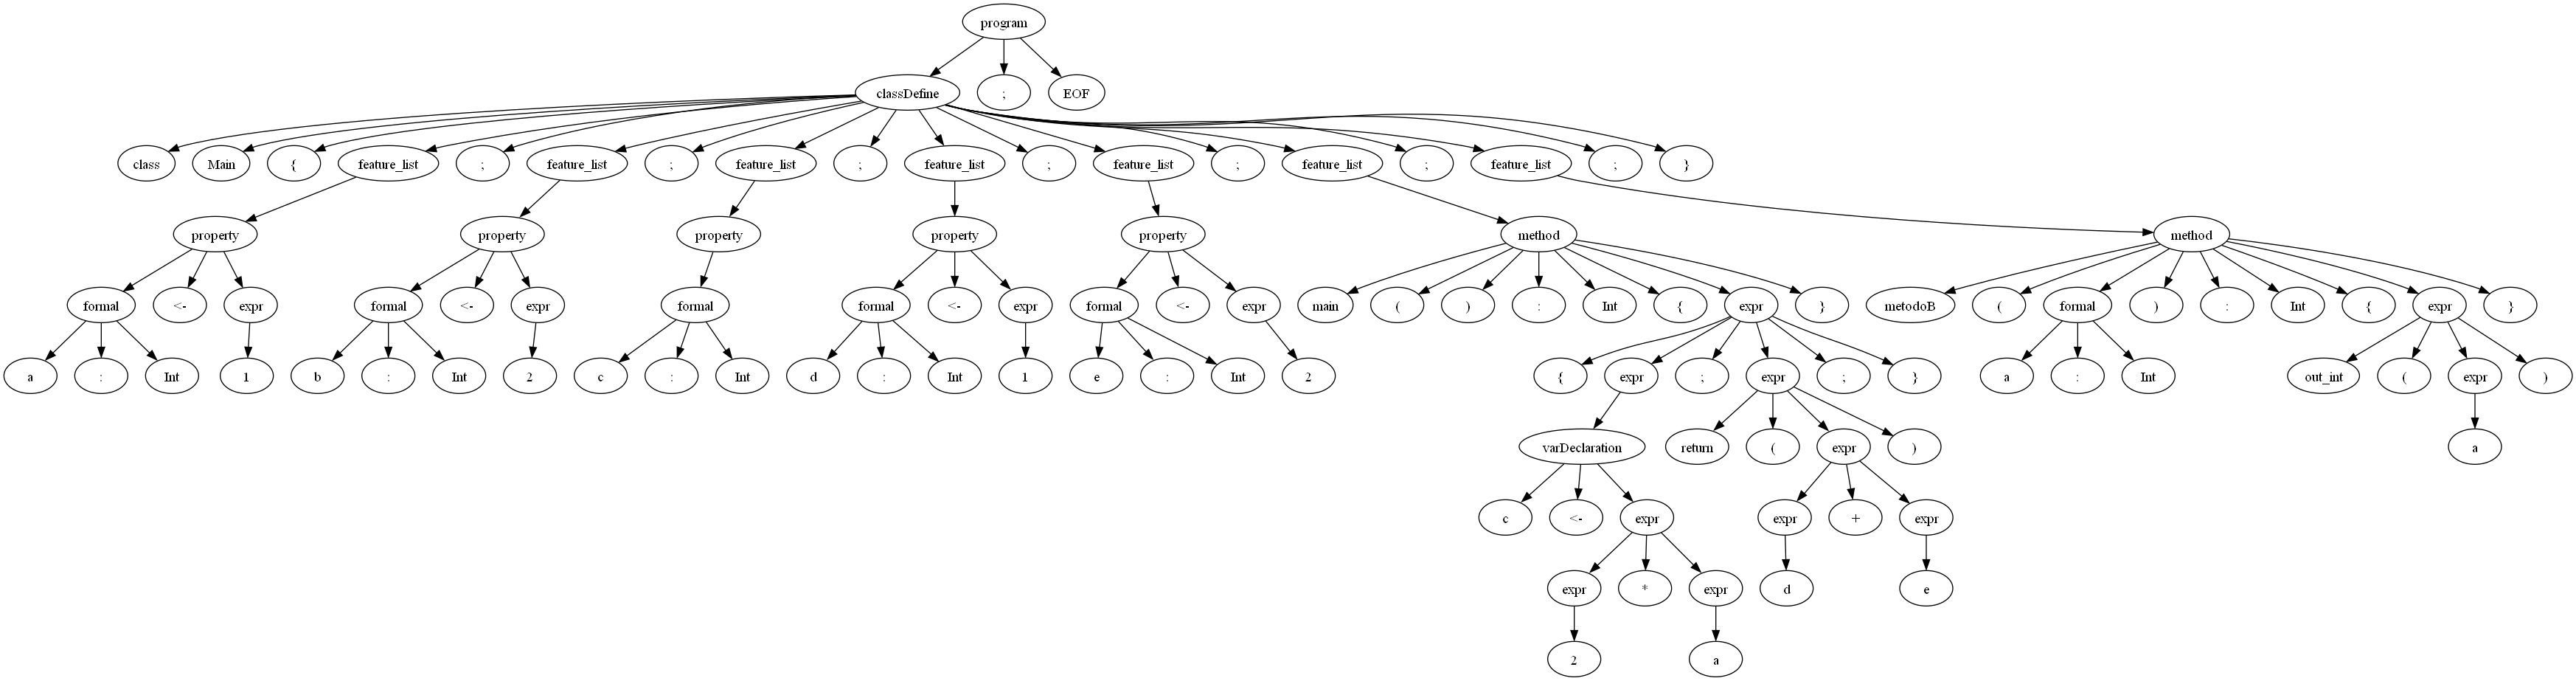 program
classDefine ; EOF
class Main { feature_list ; feature_list ; feature_list ; feature_list ; feature_list ; feature_list ; feature_list ; }
property property property property property method method
formal <- expr formal <- expr formal formal <- expr formal <- expr main ( ) : Int { expr } metodoB ( formal ) : Int { expr }
a : Int 1 b : Int 2 c : Int d : Int 1 e : Int 2 { expr ; expr ; } a : Int out_int ( expr )
varDeclaration return ( expr ) a
c <- expr expr + expr
expr * expr d e
2 a